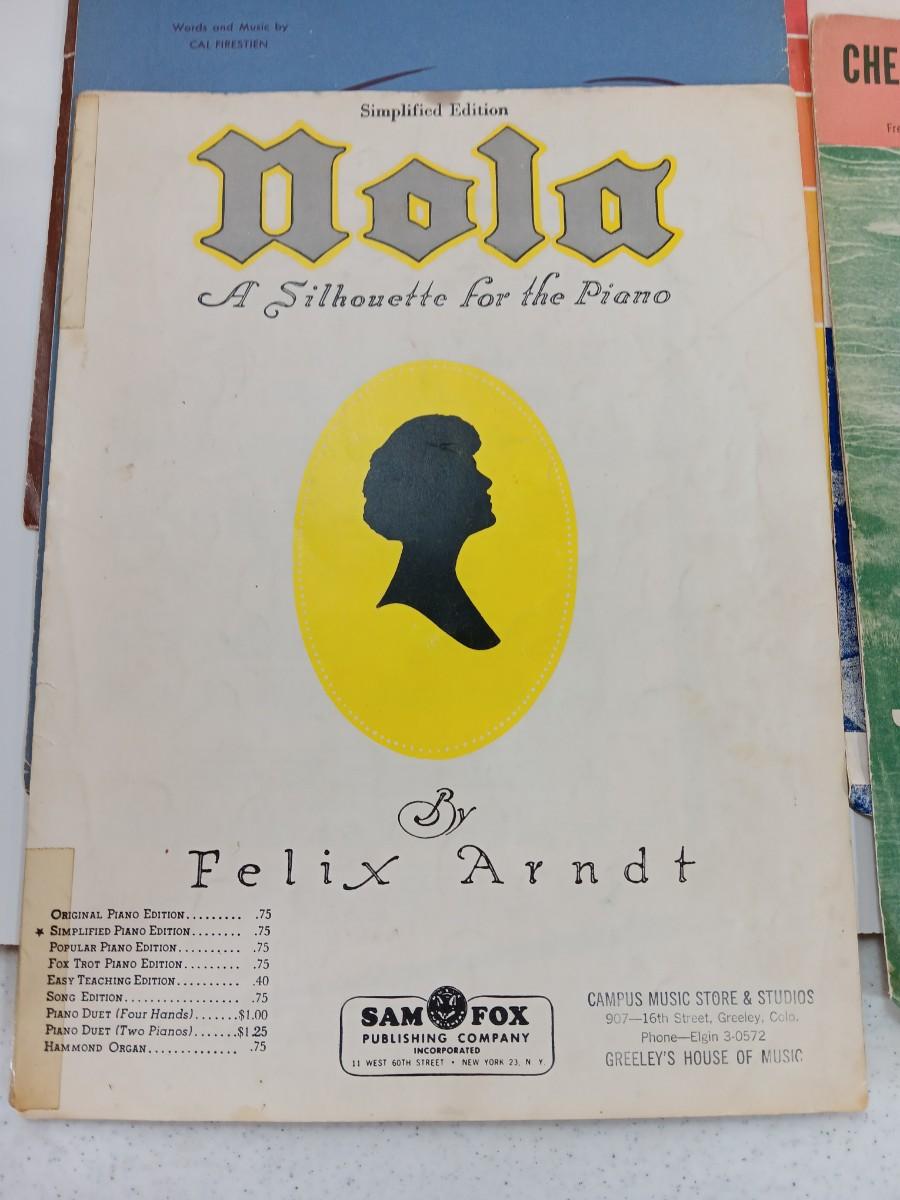 Words and Music by
CAL FIRESTIEN
CHE
Fre
Simplified Edition
Nola
A Silhouette for the Piano
By
Felix Arndt
ORIGINAL PIANO EDITION......... .75
★ SIMPLIFIED PIANO EDITION........ .75
POPULAR PIANO EDITION.......... .75
FOX TROT PIANO EDITION......... .75
EASY TEACHING EDITION.......... .40
SONG EDITION.................. .75
PIANO DUET (Four Hands).......$1.00
PIANO DUET (Two Pianos).......$1.25
HAMMOND ORGAN.............. .75
SAM FOX
PUBLISHING COMPANY
INCORPORATED
11 WEST 60TH STREET • NEW YORK 23, N. Y.
CAMPUS MUSIC STORE & STUDIOS
907—16th Street, Greeley, Colo.
Phone—Elgin 3-0572
GREELEY'S HOUSE OF MUSIC